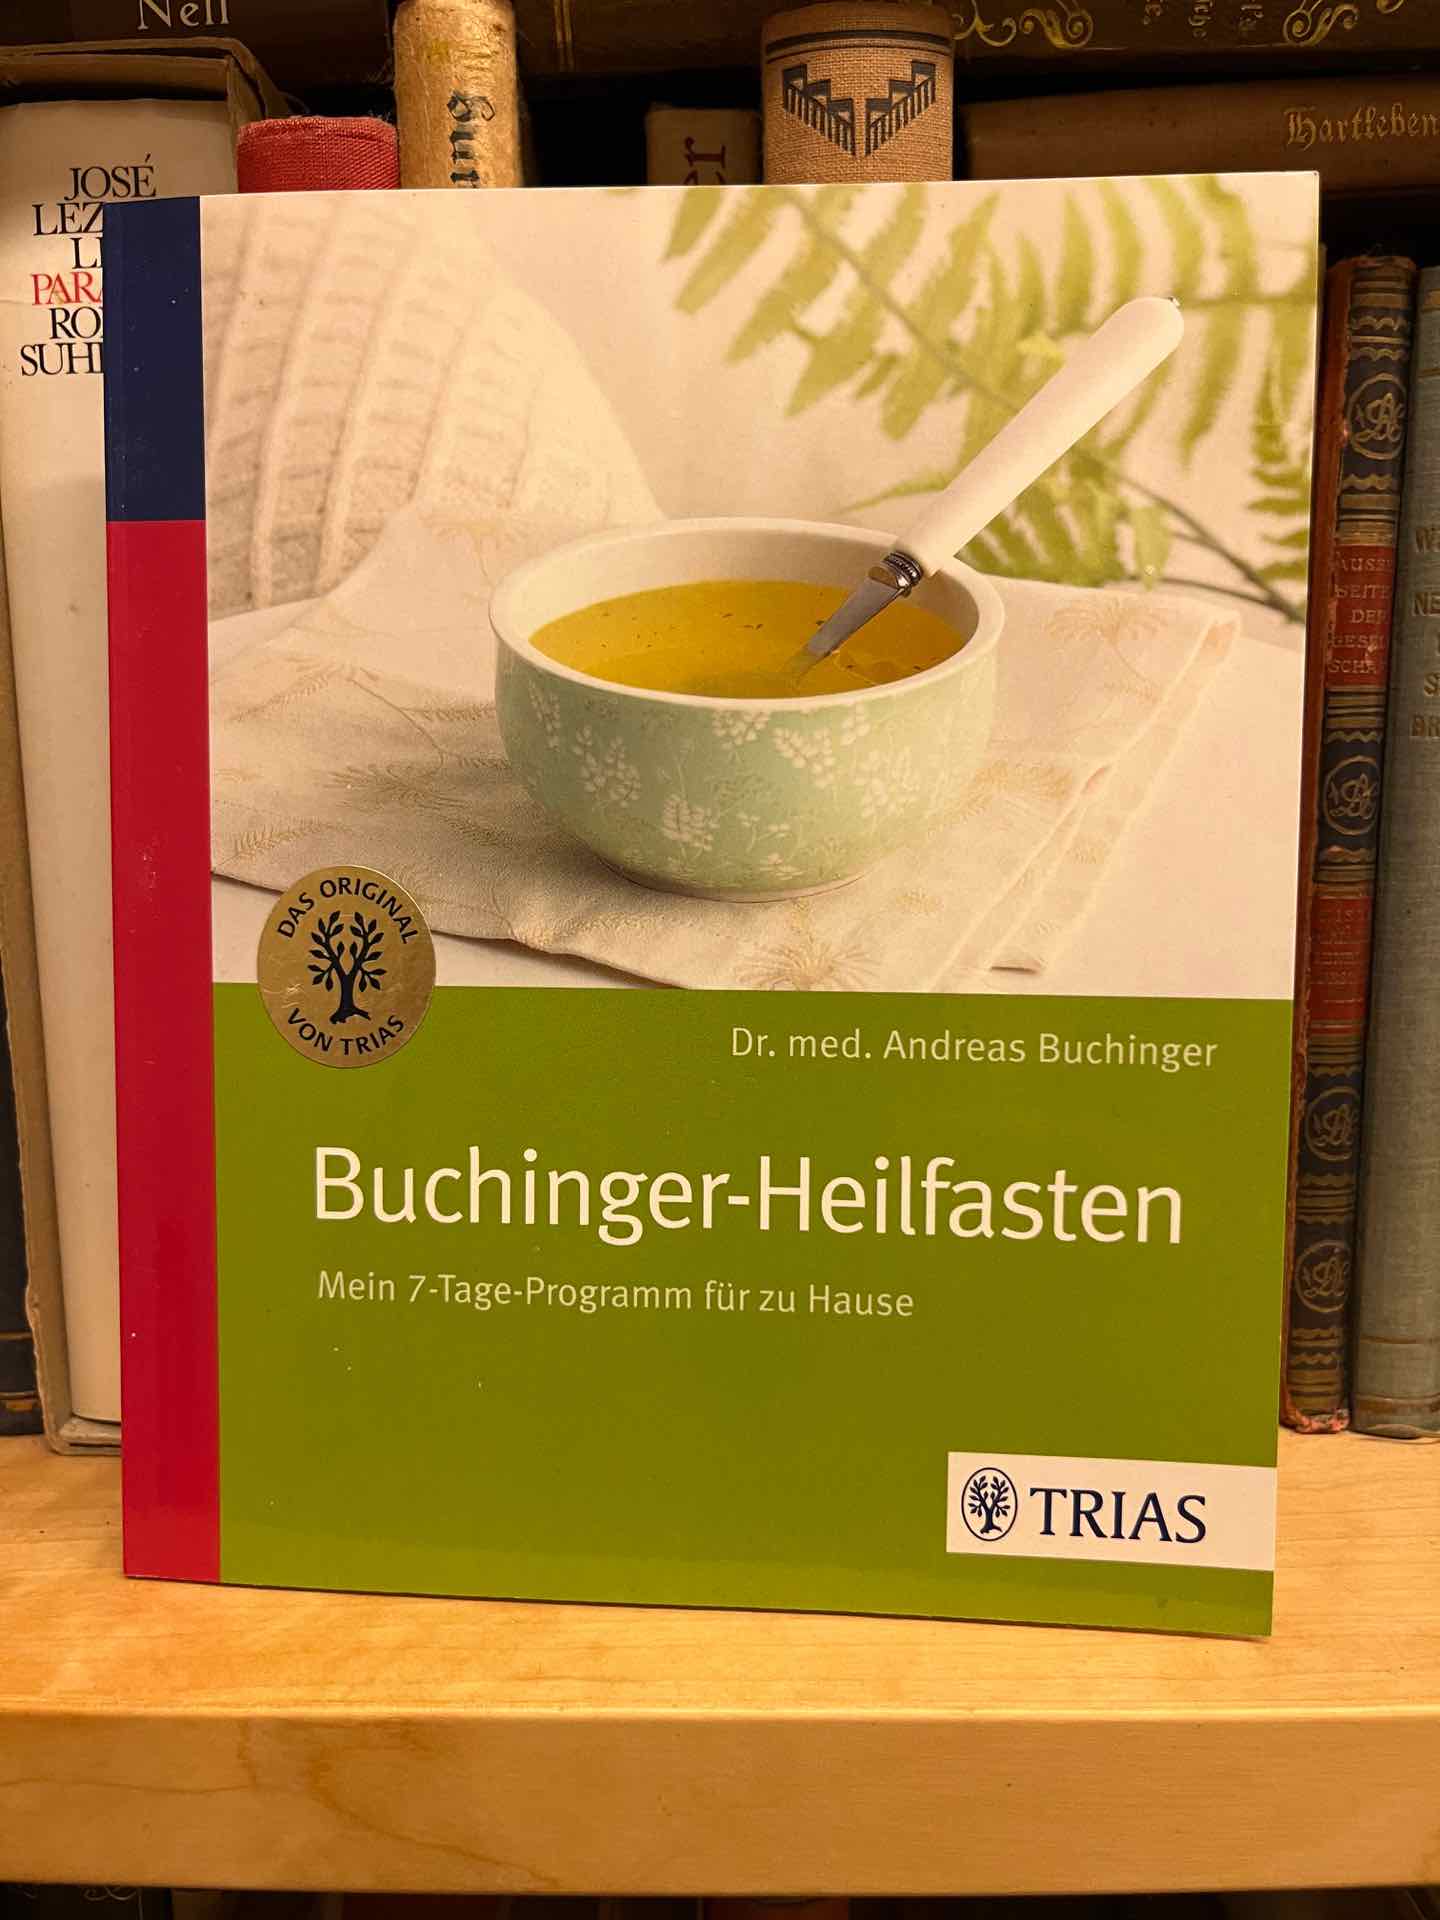 Nell
JOSÉ
Hartleben
DAS ORIGINAL
VON TRIAS
Dr. med. Andreas Buchinger
Buchinger-Heilfasten
Mein 7-Tage-Programm für zu Hause
TRIAS
DER